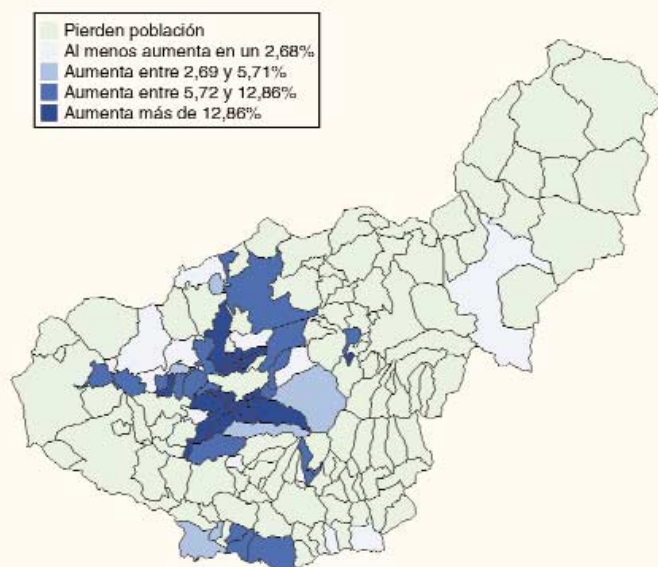 Pierden población
Al menos aumenta en un 2,68%
Aumenta entre 2,69 y 5,71%
Aumenta entre 5,72 y 12,86%
Aumenta más de 12,86%